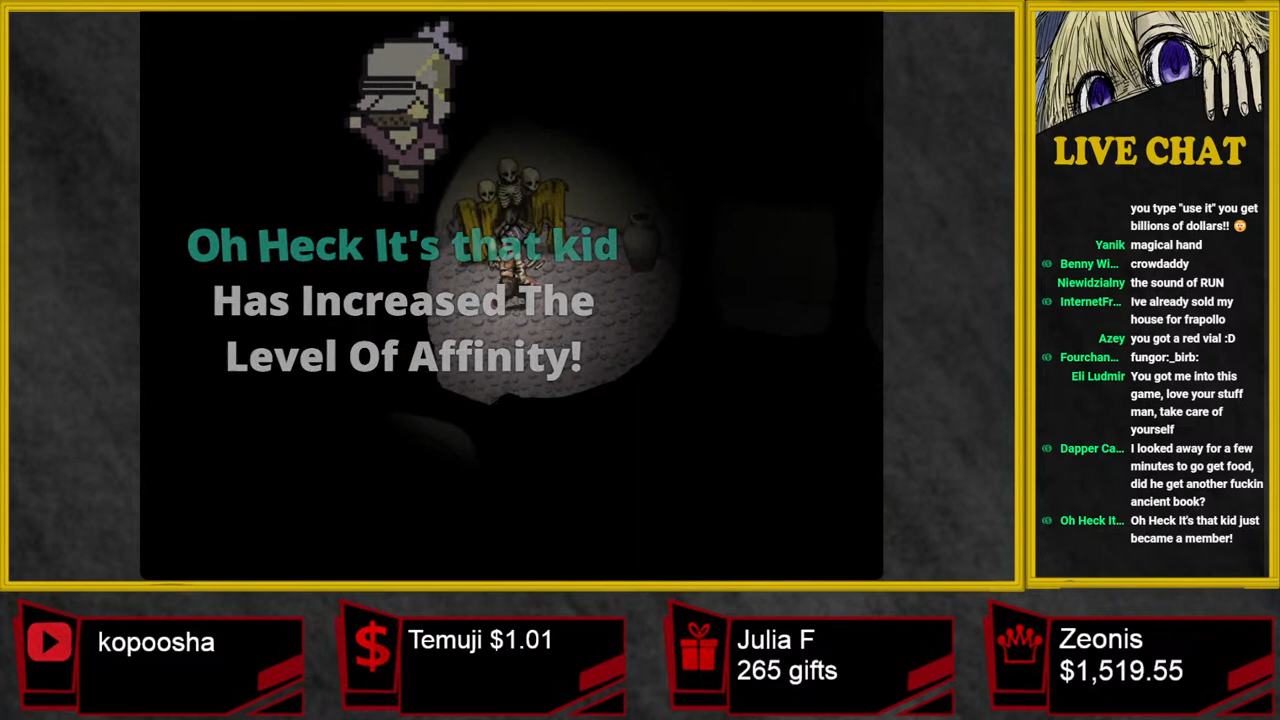 Oh Heck It's that kid
Has Increased The
Level Of Affinity!
LIVE CHAT
you type "use it" you get
billions of dollars!! 🤯
Yanik magical hand
Benny Wi... crowdaddy
Niewidzialny the sound of RUN
InternetFr... Ive already sold my
house for frapollo
Azey you got a red vial :D
Fourchan... fungor:_birb:
Eli Ludmir You got me into this
game, love your stuff
man, take care of
yourself
Dapper Ca... I looked away for a few
minutes to go get food,
did he get another fuckin
ancient book?
Oh Heck It... Oh Heck It's that kid just
became a member!
kopoosha
Temuji $1.01
Julia F
265 gifts
Zeonis
$1,519.55